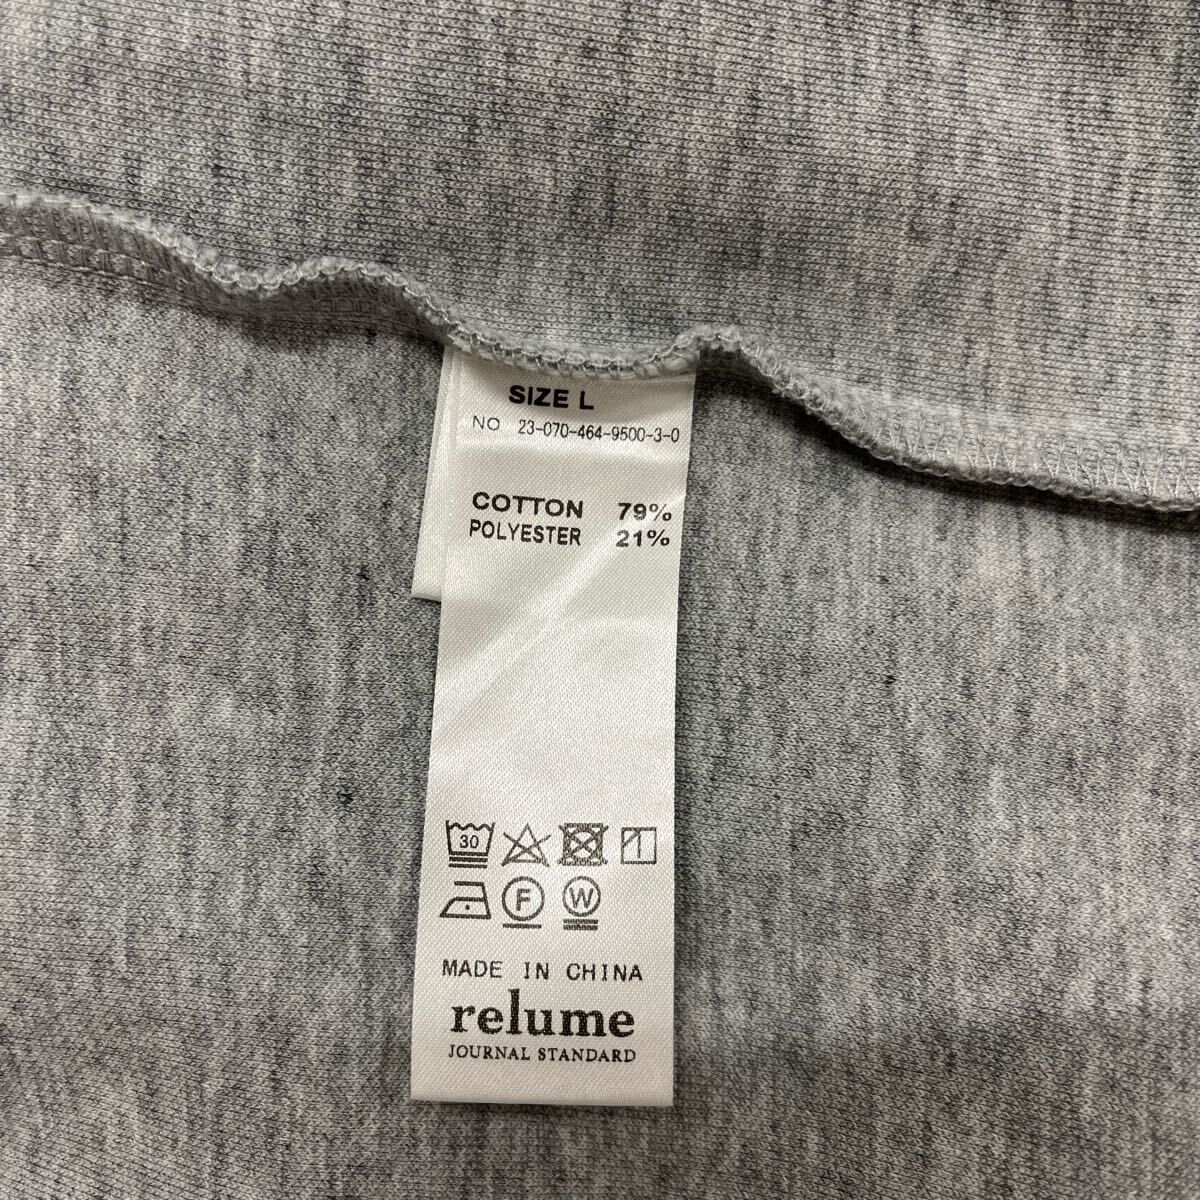 SIZE L
NO 23-070-464-9500-3-0
COTTON 79%
POLYESTER 21%
30
F W
MADE IN CHINA
relume
JOURNAL STANDARD